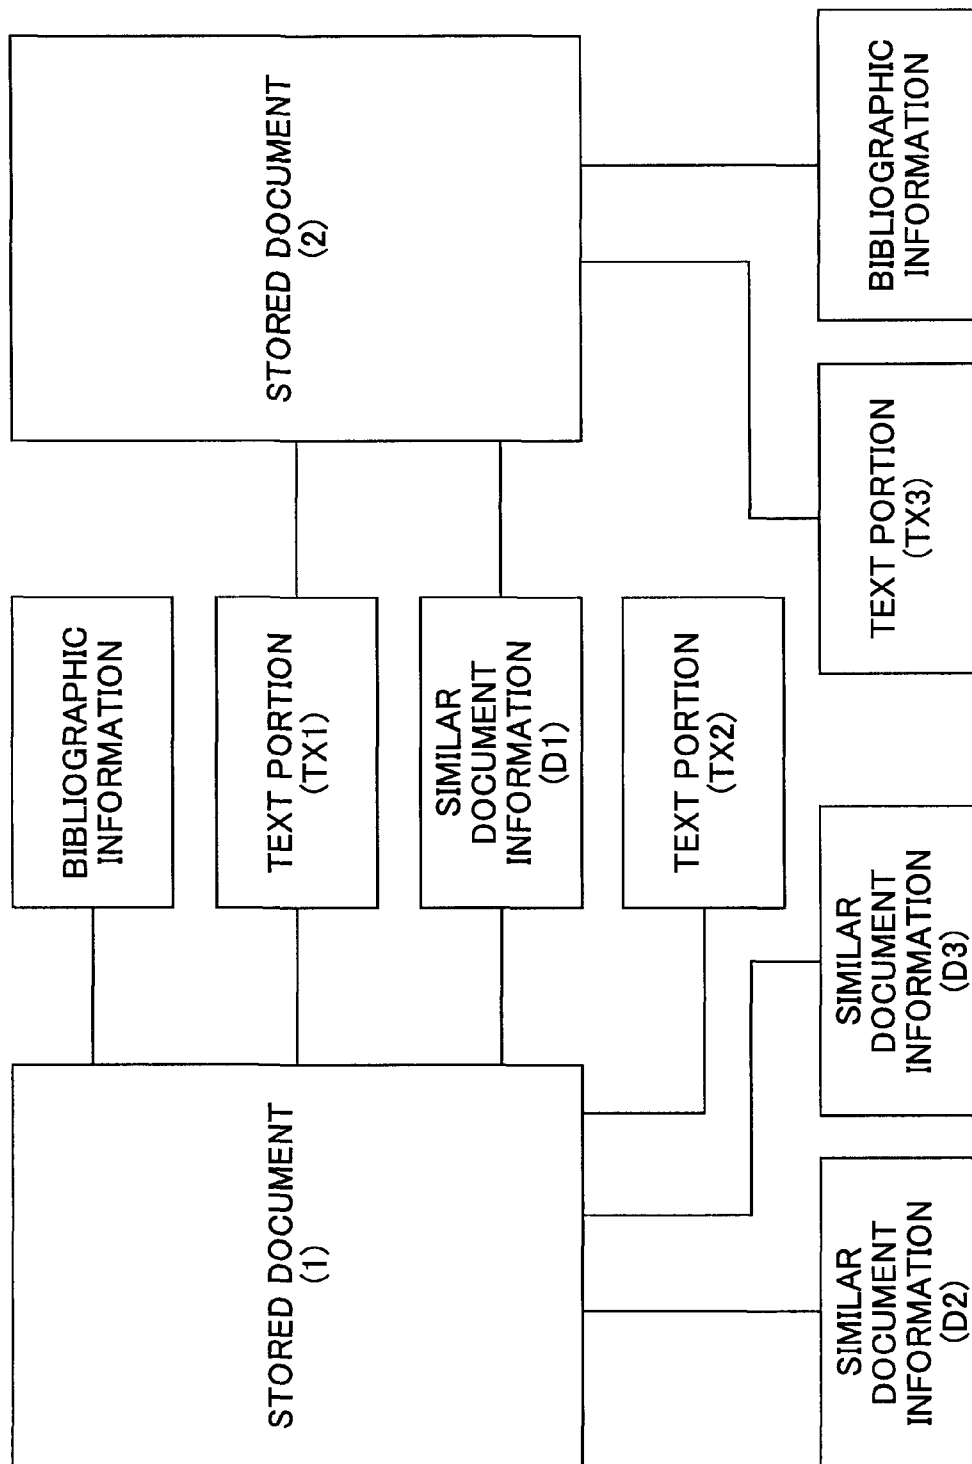 STORED DOCUMENT
(1)
BIBLIOGRAPHIC
INFORMATION
TEXT PORTION
(TX1)
SIMILAR
DOCUMENT
INFORMATION
(D1)
TEXT PORTION
(TX2)
STORED DOCUMENT
(2)
SIMILAR
DOCUMENT
INFORMATION
(D2)
SIMILAR
DOCUMENT
INFORMATION
(D3)
TEXT PORTION
(TX3)
BIBLIOGRAPHIC
INFORMATION